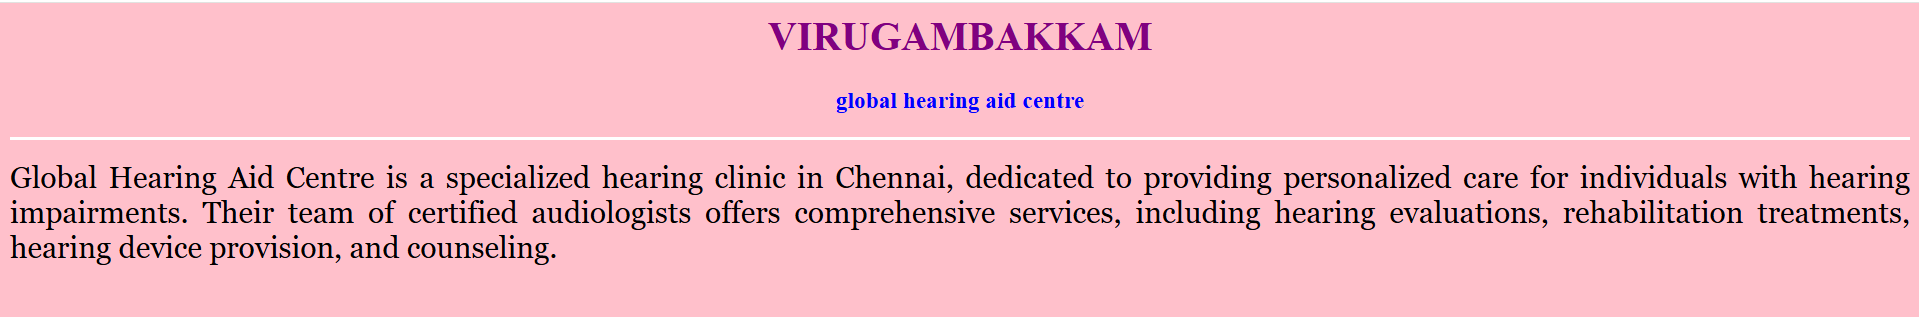 VIRUGAMBAKKAM
global hearing aid centre
Global Hearing Aid Centre is a specialized hearing clinic in Chennai, dedicated to providing personalized care for individuals with hearing
impairments. Their team of certified audiologists offers comprehensive services, including hearing evaluations, rehabilitation treatments,
hearing device provision, and counseling.